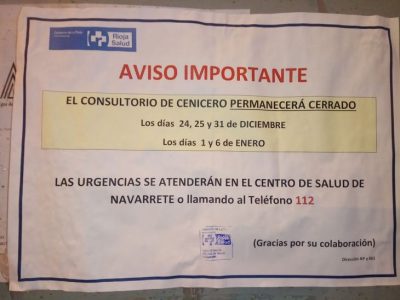 Rioja
Salud
AVISO IMPORTANTE
EL CONSULTORIO DE CENICERO PERMANECERÁ CERRADO
Los días 24, 25 y 31 de DICIEMBRE
Los días 1 y 6 de ENERO
LAS URGENCIAS SE ATENDERÁN EN EL CENTRO DE SALUD DE
NAVARRETE o llamando al Teléfono 112
(Gracias por su colaboración)
Dirección